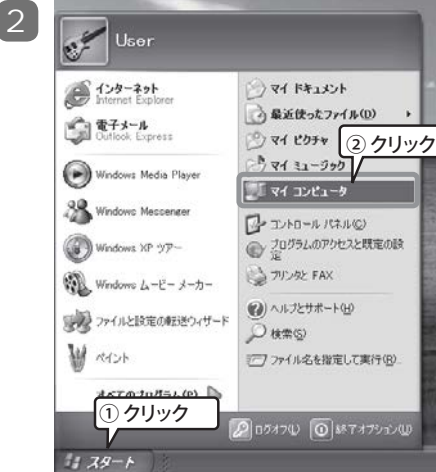 2
User
インターネット
Internet Explorer
電子メール
Outlook Express
Windows Media Player
Windows Messenger
Windows XP ツアー
Windows ムービー メーカー
ファイルと設定の転送ウィザード
ペイント
すべてのプログラム(P)
① クリック
マイ ドキュメント
最近使ったファイル(D)
マイ ピクチャ
② クリック
マイ ミュージック
マイ コンピュータ
コントロール パネル(C)
プログラムのアクセスと既定の設
定
プリンタと FAX
ヘルプとサポート(H)
検索(S)
ファイル名を指定して実行(R)...
ログオフ(L)
終了オプション(U)
スタート